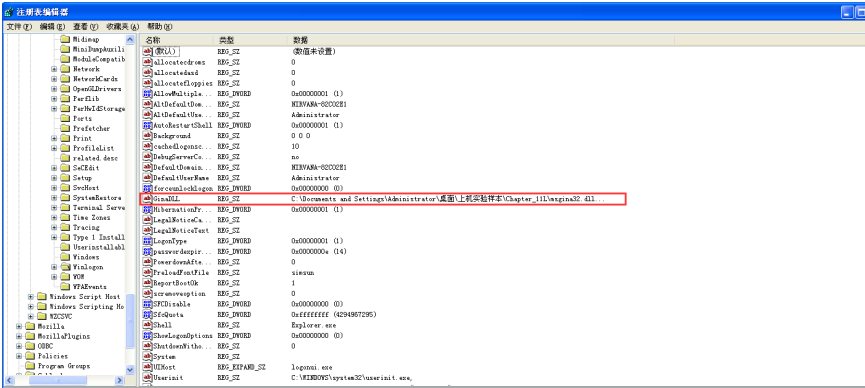 注册表编辑器
文件(F) 编辑(E) 查看(V) 收藏夹(A) 帮助(H)
Midimap
MiniDumpAuxili
ModuleCompatib
Network
NetworkCards
OpenGLDrivers
Perflib
PerHwIdStorage
Ports
Prefetcher
Print
ProfileList
related.desc
SeCEdit
Setup
SvcHost
SystemRestore
Terminal Serve
Time Zones
Tracing
Type 1 Install
Userinstallabl
Windows
Winlogon
WOW
WPAEvents
Windows Script Host
Windows Scripting Ho
WZCSVC
Mozilla
MozillaPlugins
ODBC
Policies
Program Groups
名称 类型 数据
(默认) REG_SZ (数值未设置)
allocatecdroms REG_SZ 0
allocatedasd REG_SZ 0
allocatefloppies REG_SZ 0
AllowMultiple... REG_DWORD 0x00000001 (1)
AltDefaultDom... REG_SZ NIRVANA-82C02E1
AltDefaultUse... REG_SZ Administrator
AutoRestartShell REG_DWORD 0x00000001 (1)
Background REG_SZ 0 0 0
cachedlogonsc... REG_SZ 10
DebugServerCo... REG_SZ no
DefaultDomain... REG_SZ NIRVANA-82C02E1
DefaultUserName REG_SZ Administrator
forceunlocklogon REG_DWORD 0x00000000 (0)
GinaDLL REG_SZ C:\Documents and Settings\Administrator\桌面\上机实验样本\Chapter_11L\msgina32.dll...
HibernationPr... REG_DWORD 0x00000001 (1)
LegalNoticeCa... REG_SZ
LegalNoticeText REG_SZ
LogonType REG_DWORD 0x00000001 (1)
passwordexpir... REG_DWORD 0x0000000e (14)
PowerdownAfte... REG_SZ 0
PreloadFontFile REG_SZ simsun
ReportBootOk REG_SZ 1
scremoveoption REG_SZ 0
SFCDisable REG_DWORD 0x00000000 (0)
SfcQuota REG_DWORD 0xffffffff (4294967295)
Shell REG_SZ Explorer.exe
ShowLogonOptions REG_DWORD 0x00000000 (0)
ShutdownWitho... REG_SZ 0
System REG_SZ
UIHost REG_EXPAND_SZ logonui.exe
Userinit REG_SZ C:\WINDOWS\system32\userinit.exe,